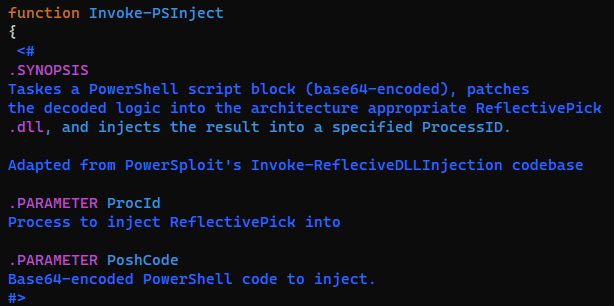 function Invoke-PSInject
{
<#
.SYNOPSIS
Taskes a PowerShell script block (base64-encoded), patches
the decoded logic into the architecture appropriate ReflectivePick
.dll, and injects the result into a specified ProcessID.
Adapted from PowerSploit's Invoke-RefleciveDLLInjection codebase
.PARAMETER ProcId
Process to inject ReflectivePick into
.PARAMETER PoshCode
Base64-encoded PowerShell code to inject.
#>